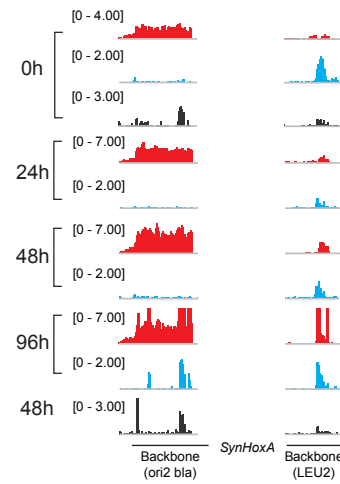 [0 - 4.00]
0h
[0 - 2.00]
[0 - 3.00]
[0 - 7.00]
24h
[0 - 2.00]
[0 - 7.00]
48h
[0 - 2.00]
[0 - 7.00]
96h
[0 - 2.00]
48h
[0 - 3.00]
SynHoxA
Backbone
(ori2 bla)
Backbone
(LEU2)